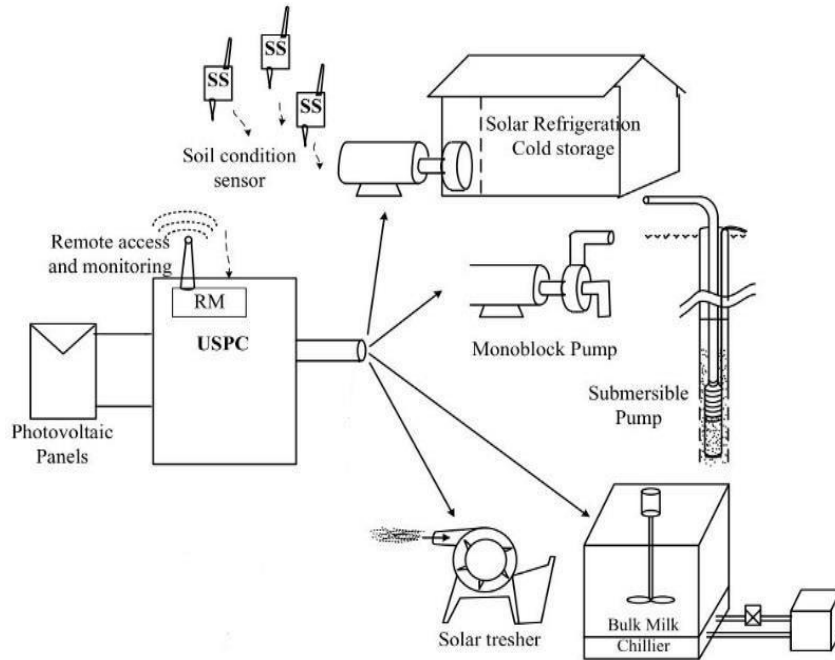 SS
SS
SS
Soil condition
sensor
Solar Refrigeration
Cold storage
Remote access
and monitoring
RM
USPC
Photovoltaic
Panels
Monoblock Pump
Submersible
Pump
Solar tresher
Bulk Milk
Chillier